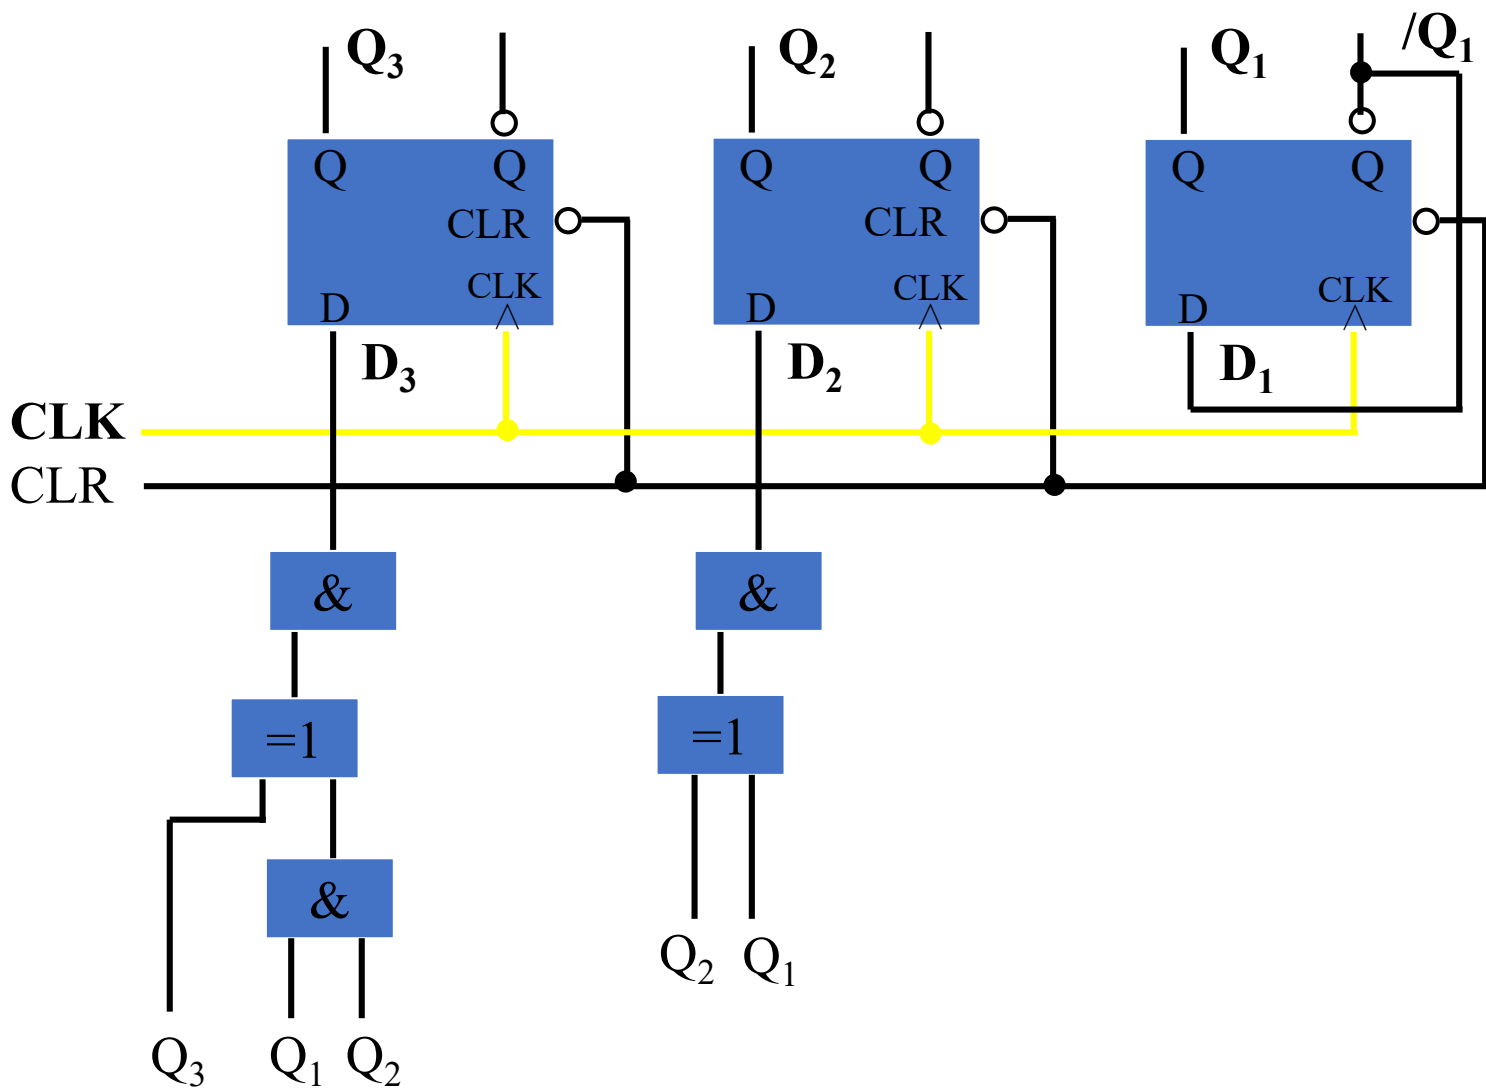 Q₃ Q₂ Q₁ /Q₁
Q Q Q Q Q Q
CLR CLR
CLK CLK CLK
D D D
D₃ D₂ D₁
CLK
CLR
& &
=1 =1
&
Q₂ Q₁
Q₃ Q₁ Q₂